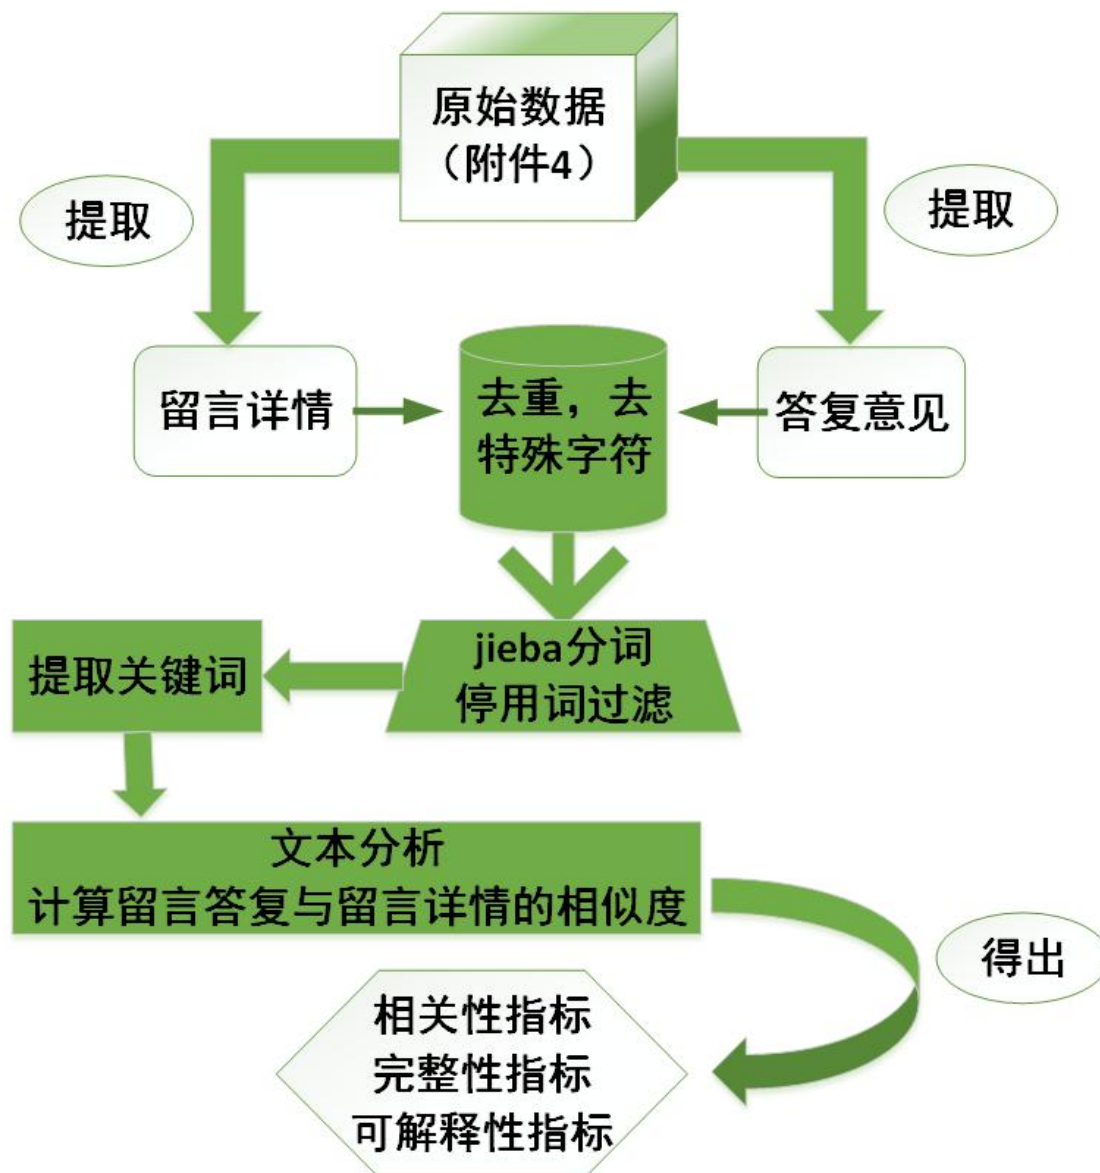 原始数据
（附件4）
提取
提取
留言详情
去重，去
特殊字符
答复意见
jieba分词
停用词过滤
提取关键词
文本分析
计算留言答复与留言详情的相似度
得出
相关性指标
完整性指标
可解释性指标